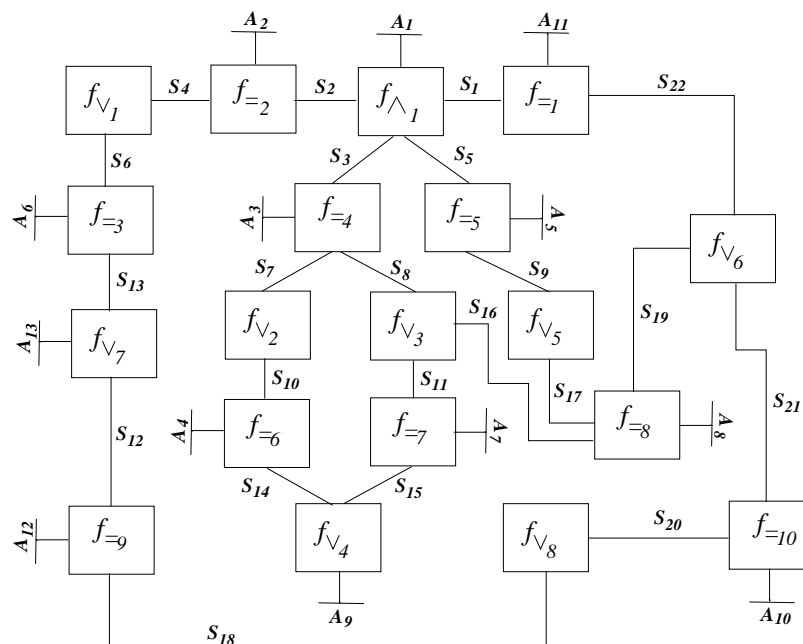 A2 A1 A11
f∨1 S4 f=2 S2 f∧1 S1 f=1 S22
S6 S3 S5
A6 f=3 A3 f=4 f=5 A5 f∨6
S13 S7 S8 S9
A13 f∨7 f∨2 f∨3 S16 f∨5 S19
S10 S11 S17 S21
S12 A4 f=6 f=7 A7 f=8 A8
S14 S15
A12 f=9 f∨4 f∨8 S20 f=10
S18 A9 A10